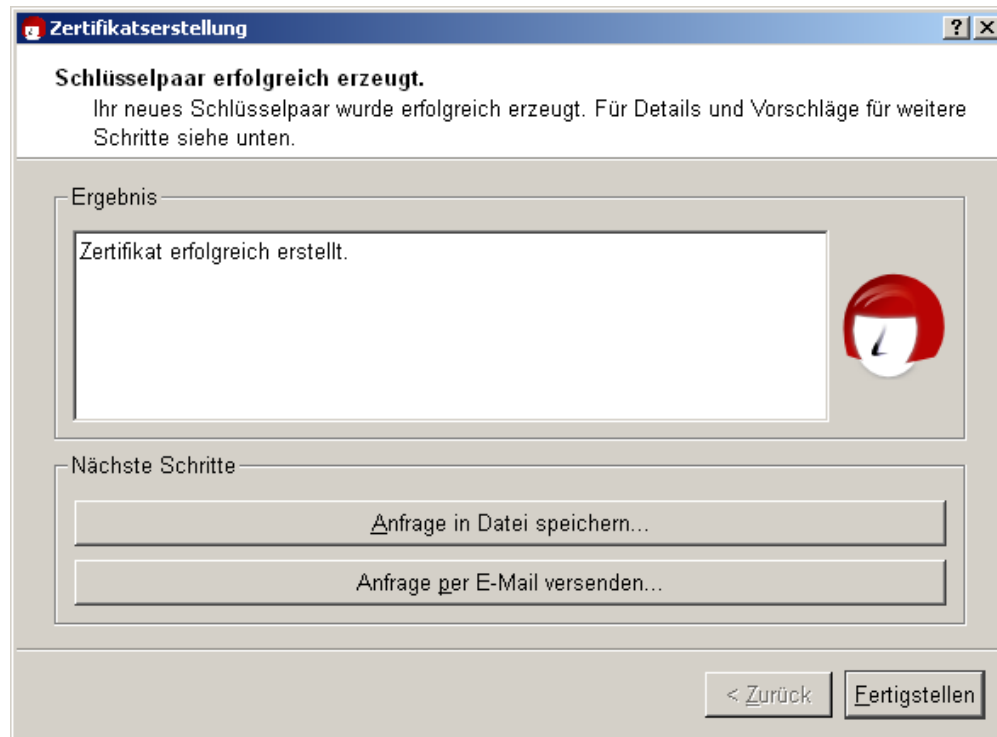 Zertifikatserstellung
Schlüsselpaar erfolgreich erzeugt.
Ihr neues Schlüsselpaar wurde erfolgreich erzeugt. Für Details und Vorschläge für weitere
Schritte siehe unten.
Ergebnis
Zertifikat erfolgreich erstellt.
Nächste Schritte
Anfrage in Datei speichern...
Anfrage per E-Mail versenden...
< Zurück
Fertigstellen